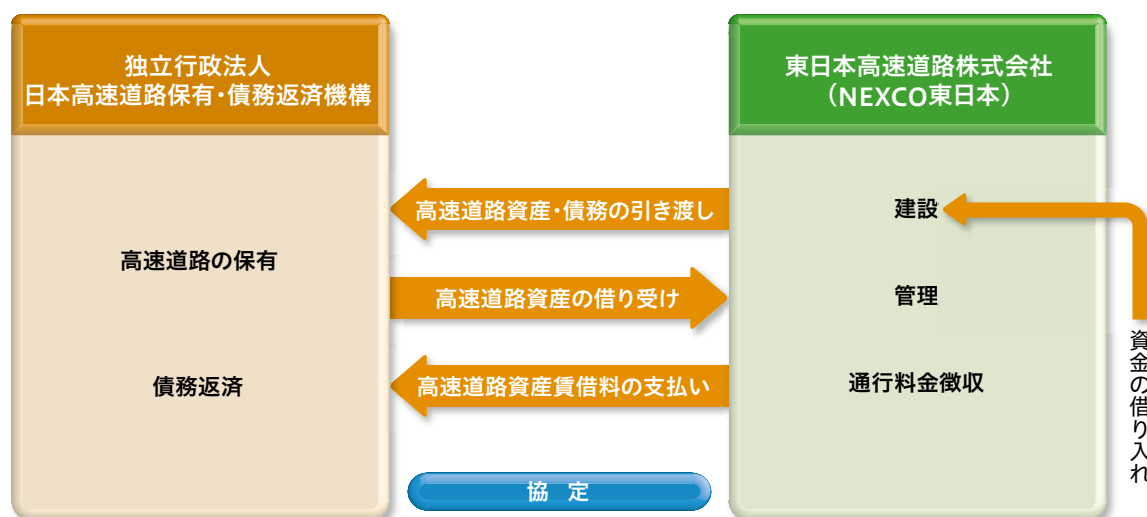 独立行政法人
日本高速道路保有・債務返済機構
高速道路の保有
債務返済
高速道路資産・債務の引き渡し
高速道路資産の借り受け
高速道路資産賃借料の支払い
協 定
東日本高速道路株式会社
（NEXCO東日本）
建設
管理
通行料金徴収
資金の借り入れ